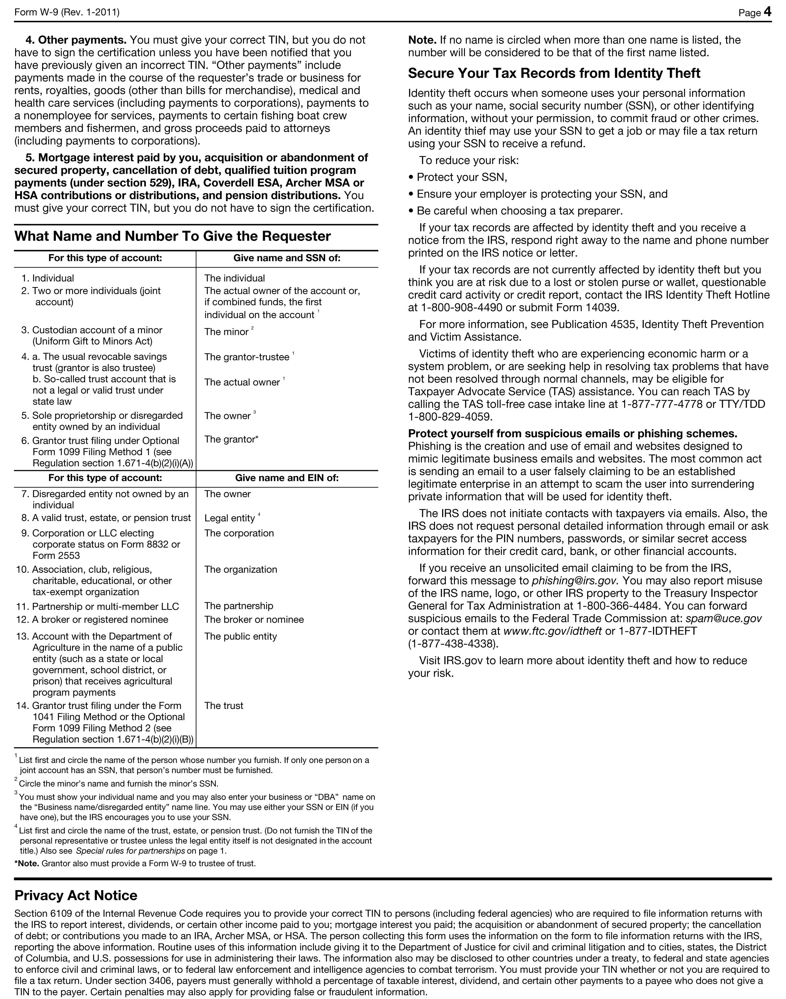 Form W-9 (Rev. 1-2011)
Page 4
4. Other payments. You must give your correct TIN, but you do not
have to sign the certification unless you have been notified that you
have previously given an incorrect TIN. “Other payments” include
payments made in the course of the requester’s trade or business for
rents, royalties, goods (other than bills for merchandise), medical and
health care services (including payments to corporations), payments to
a nonemployee for services, payments to certain fishing boat crew
members and fishermen, and gross proceeds paid to attorneys
(including payments to corporations).
5. Mortgage interest paid by you, acquisition or abandonment of
secured property, cancellation of debt, qualified tuition program
payments (under section 529), IRA, Coverdell ESA, Archer MSA or
HSA contributions or distributions, and pension distributions. You
must give your correct TIN, but you do not have to sign the certification.
What Name and Number To Give the Requester
For this type of account:
Give name and SSN of:
1. Individual
The individual
2. Two or more individuals (joint
account)
The actual owner of the account or,
if combined funds, the first
individual on the account 1
3. Custodian account of a minor
(Uniform Gift to Minors Act)
The minor 2
4. a. The usual revocable savings
trust (grantor is also trustee)
The grantor-trustee 1
b. So-called trust account that is
not a legal or valid trust under
state law
The actual owner 1
5. Sole proprietorship or disregarded
entity owned by an individual
The owner 3
6. Grantor trust filing under Optional
Form 1099 Filing Method 1 (see
Regulation section 1.671-4(b)(2)(i)(A))
The grantor*
For this type of account:
Give name and EIN of:
7. Disregarded entity not owned by an
individual
The owner
8. A valid trust, estate, or pension trust
Legal entity 4
9. Corporation or LLC electing
corporate status on Form 8832 or
Form 2553
The corporation
10. Association, club, religious,
charitable, educational, or other
tax-exempt organization
The organization
11. Partnership or multi-member LLC
The partnership
12. A broker or registered nominee
The broker or nominee
13. Account with the Department of
Agriculture in the name of a public
entity (such as a state or local
government, school district, or
prison) that receives agricultural
program payments
The public entity
14. Grantor trust filing under the Form
1041 Filing Method or the Optional
Form 1099 Filing Method 2 (see
Regulation section 1.671-4(b)(2)(i)(B))
The trust
1 List first and circle the name of the person whose number you furnish. If only one person on a
joint account has an SSN, that person’s number must be furnished.
2 Circle the minor’s name and furnish the minor’s SSN.
3 You must show your individual name and you may also enter your business or “DBA” name on
the “Business name/disregarded entity” name line. You may use either your SSN or EIN (if you
have one), but the IRS encourages you to use your SSN.
4 List first and circle the name of the trust, estate, or pension trust. (Do not furnish the TIN of the
personal representative or trustee unless the legal entity itself is not designated in the account
title.) Also see Special rules for partnerships on page 1.
*Note. Grantor also must provide a Form W-9 to trustee of trust.
Note. If no name is circled when more than one name is listed, the
number will be considered to be that of the first name listed.
Secure Your Tax Records from Identity Theft
Identity theft occurs when someone uses your personal information
such as your name, social security number (SSN), or other identifying
information, without your permission, to commit fraud or other crimes.
An identity thief may use your SSN to get a job or may file a tax return
using your SSN to receive a refund.
To reduce your risk:
• Protect your SSN,
• Ensure your employer is protecting your SSN, and
• Be careful when choosing a tax preparer.
If your tax records are affected by identity theft and you receive a
notice from the IRS, respond right away to the name and phone number
printed on the IRS notice or letter.
If your tax records are not currently affected by identity theft but you
think you are at risk due to a lost or stolen purse or wallet, questionable
credit card activity or credit report, contact the IRS Identity Theft Hotline
at 1-800-908-4490 or submit Form 14039.
For more information, see Publication 4535, Identity Theft Prevention
and Victim Assistance.
Victims of identity theft who are experiencing economic harm or a
system problem, or are seeking help in resolving tax problems that have
not been resolved through normal channels, may be eligible for
Taxpayer Advocate Service (TAS) assistance. You can reach TAS by
calling the TAS toll-free case intake line at 1-877-777-4778 or TTY/TDD
1-800-829-4059.
Protect yourself from suspicious emails or phishing schemes.
Phishing is the creation and use of email and websites designed to
mimic legitimate business emails and websites. The most common act
is sending an email to a user falsely claiming to be an established
legitimate enterprise in an attempt to scam the user into surrendering
private information that will be used for identity theft.
The IRS does not initiate contacts with taxpayers via emails. Also, the
IRS does not request personal detailed information through email or ask
taxpayers for the PIN numbers, passwords, or similar secret access
information for their credit card, bank, or other financial accounts.
If you receive an unsolicited email claiming to be from the IRS,
forward this message to phishing@irs.gov. You may also report misuse
of the IRS name, logo, or other IRS property to the Treasury Inspector
General for Tax Administration at 1-800-366-4484. You can forward
suspicious emails to the Federal Trade Commission at: spam@uce.gov
or contact them at www.ftc.gov/idtheft or 1-877-IDTHEFT
(1-877-438-4338).
Visit IRS.gov to learn more about identity theft and how to reduce
your risk.
Privacy Act Notice
Section 6109 of the Internal Revenue Code requires you to provide your correct TIN to persons (including federal agencies) who are required to file information returns with
the IRS to report interest, dividends, or certain other income paid to you; mortgage interest you paid; the acquisition or abandonment of secured property; the cancellation
of debt; or contributions you made to an IRA, Archer MSA, or HSA. The person collecting this form uses the information on the form to file information returns with the IRS,
reporting the above information. Routine uses of this information include giving it to the Department of Justice for civil and criminal litigation and to cities, states, the District
of Columbia, and U.S. possessions for use in administering their laws. The information also may be disclosed to other countries under a treaty, to federal and state agencies
to enforce civil and criminal laws, or to federal law enforcement and intelligence agencies to combat terrorism. You must provide your TIN whether or not you are required to
file a tax return. Under section 3406, payers must generally withhold a percentage of taxable interest, dividend, and certain other payments to a payee who does not give a
TIN to the payer. Certain penalties may also apply for providing false or fraudulent information.